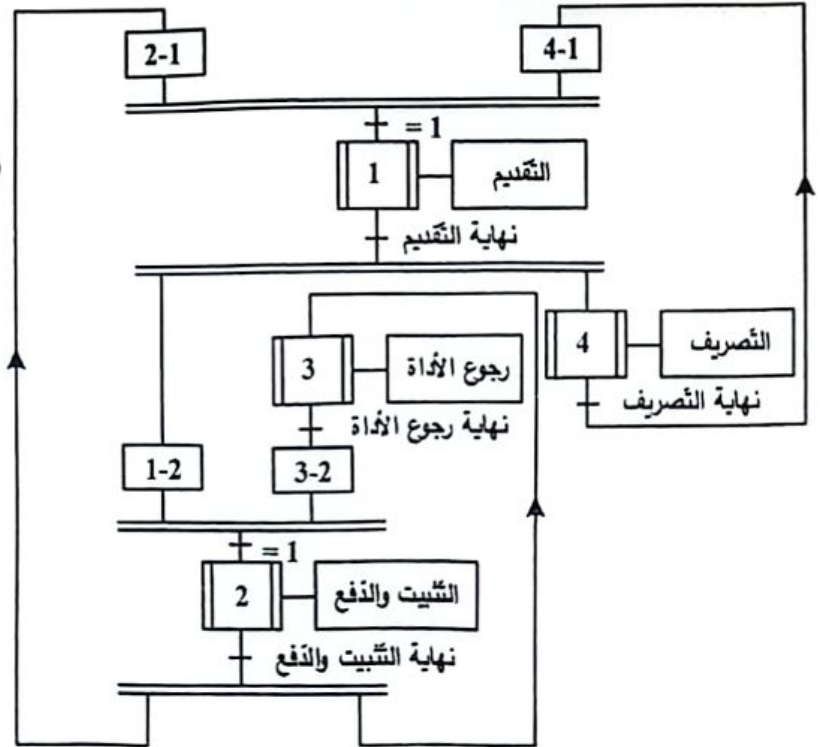 2-1
4-1
= 1
1
التقديم
نهاية التقديم
3
رجوع الأداة
4
التصريف
نهاية رجوع الأداة
نهاية التصريف
1-2
3-2
= 1
2
التثبيت والدفع
نهاية التثبيت والدفع